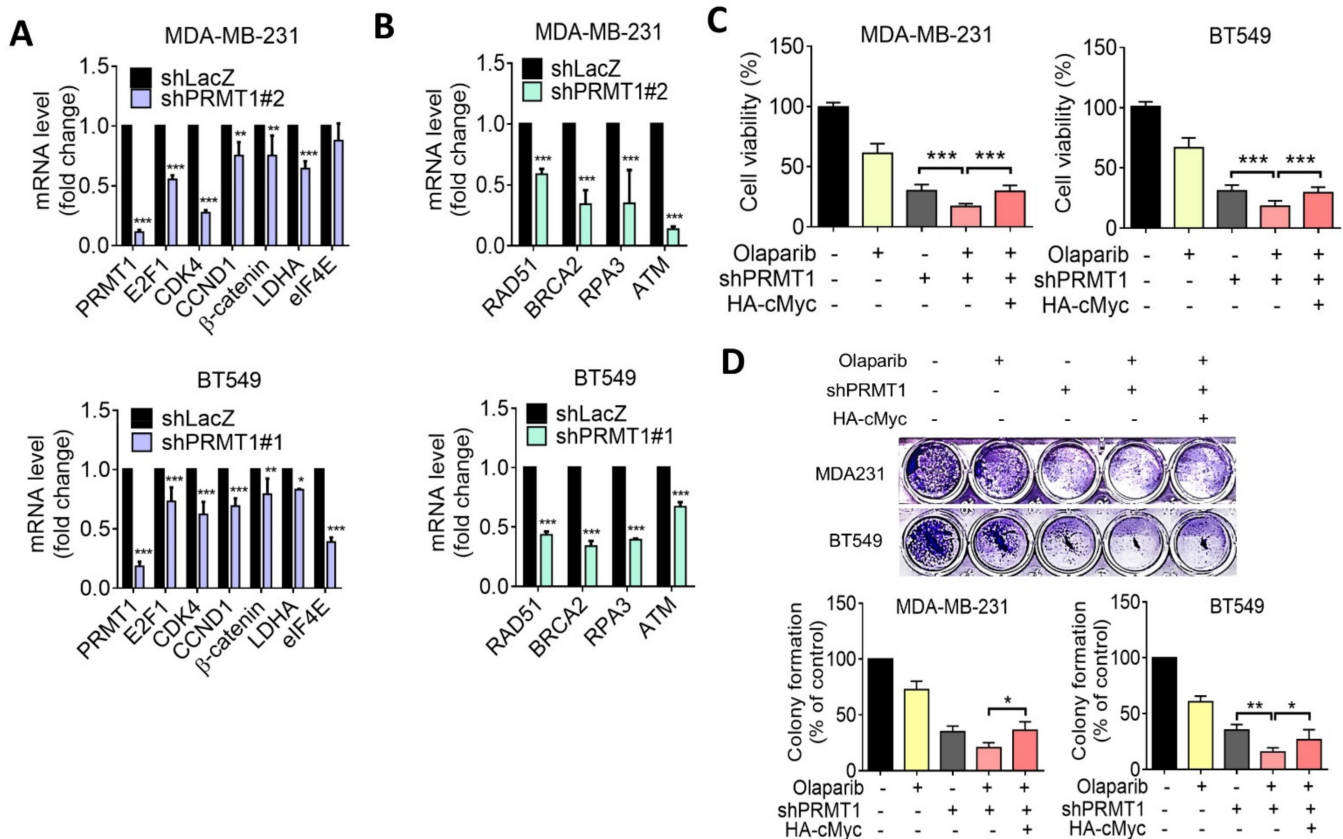 A
MDA-MB-231
mRNA level
(fold change)
1.5
1.0
0.5
0.0
shLacZ
shPRMT1#2
***
***
***
**
**
***
PRMT1
E2F1
CDK4
CCND1
β-catenin
LDHA
eIF4E
BT549
mRNA level
(fold change)
1.5
1.0
0.5
0.0
shLacZ
shPRMT1#1
***
***
***
***
**
*
***
PRMT1
E2F1
CDK4
CCND1
β-catenin
LDHA
eIF4E
B
MDA-MB-231
mRNA level
(fold change)
1.5
1.0
0.5
0.0
shLacZ
shPRMT1#2
***
***
***
***
RAD51
BRCA2
RPA3
ATM
BT549
mRNA level
(fold change)
1.5
1.0
0.5
0.0
shLacZ
shPRMT1#1
***
***
***
***
RAD51
BRCA2
RPA3
ATM
C
MDA-MB-231
Cell viability (%)
150
100
50
0
*** ***
Olaparib - + - + +
shPRMT1 - - + + +
HA-cMyc - - - - +
BT549
Cell viability (%)
150
100
50
0
*** ***
- + - + +
- - + + +
- - - - +
D
Olaparib - + - + +
shPRMT1 - - + + +
HA-cMyc - - - - +
MDA231
BT549
MDA-MB-231
Colony formation
(% of control)
150
100
50
0
*
Olaparib - + - + +
shPRMT1 - - + + +
HA-cMyc - - - - +
BT549
Colony formation
(% of control)
150
100
50
0
** *
Olaparib - + - + +
shPRMT1 - - + + +
HA-cMyc - - - - +